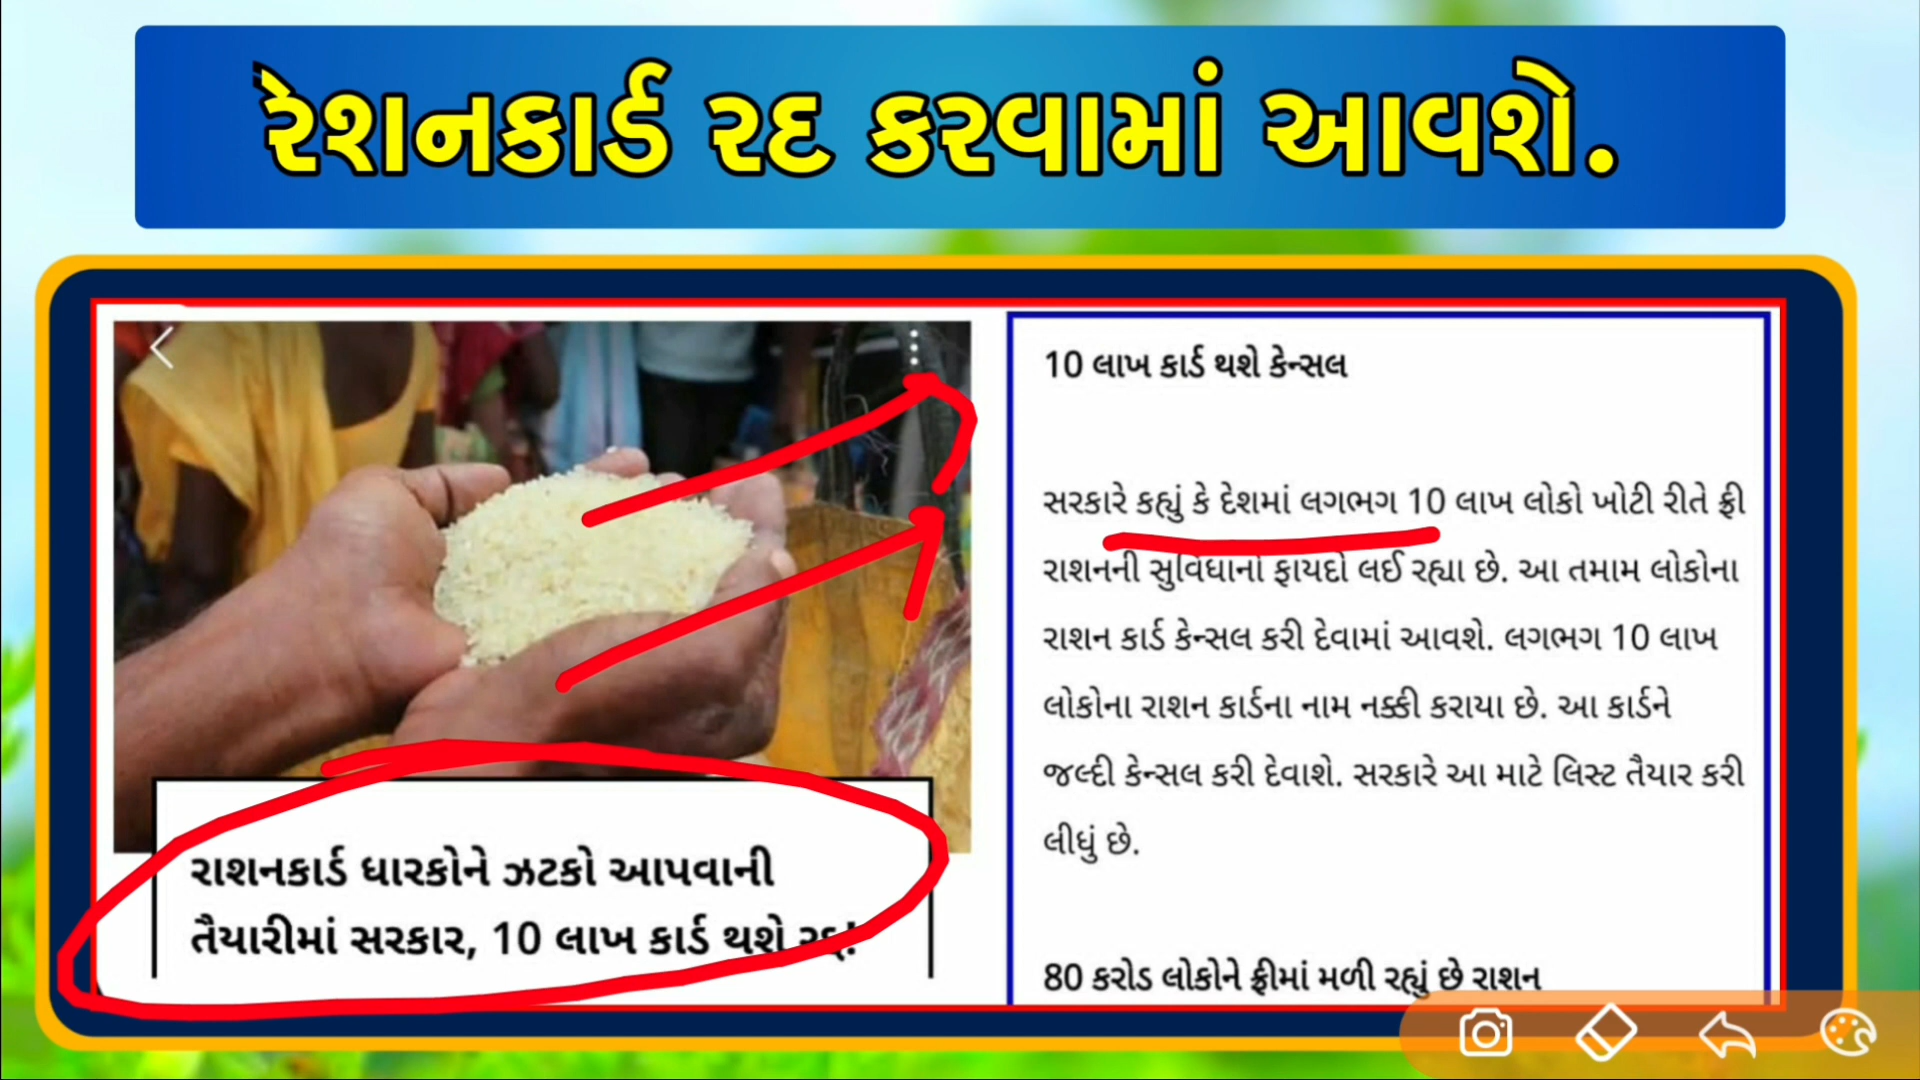 રેશનકાર્ડ રદ કરવામાં આવશે.
રાશનકાર્ડ ધારકોને ઝટકો આપવાની
તૈયારીમાં સરકાર, 10 લાખ કાર્ડ થશે રદ!
10 લાખ કાર્ડ થશે કેન્સલ
સરકારે કહ્યું કે દેશમાં લગભગ 10 લાખ લોકો ખોટી રીતે ફ્રી
રાશનની સુવિધાનો ફાયદો લઈ રહ્યા છે. આ તમામ લોકોના
રાશન કાર્ડ કેન્સલ કરી દેવામાં આવશે. લગભગ 10 લાખ
લોકોના રાશન કાર્ડના નામ નક્કી કરાયા છે. આ કાર્ડને
જલ્દી કેન્સલ કરી દેવાશે. સરકારે આ માટે લિસ્ટ તૈયાર કરી
લીધું છે.
80 કરોડ લોકોને ફ્રીમાં મળી રહ્યું છે રાશન